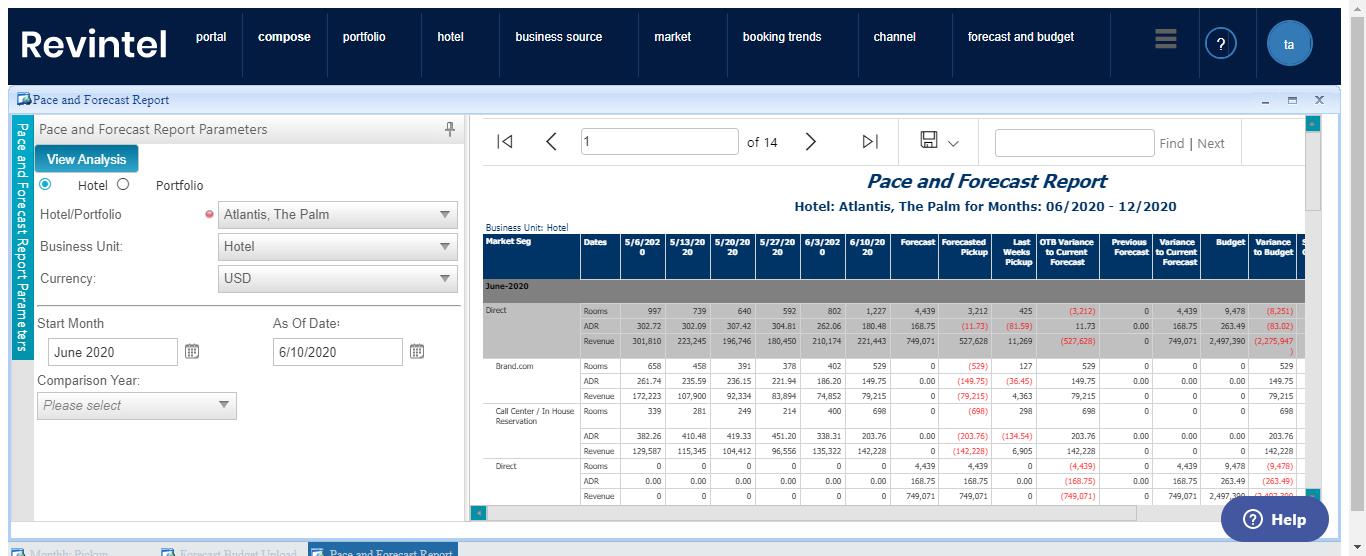 Revintel portal compose portfolio hotel business source market booking trends channel forecast and budget ? ta
Pace and Forecast Report
Pace and Forecast Report Parameters
Pace and Forecast Report Parameters
View Analysis
Hotel Portfolio
Hotel/Portfolio Atlantis, The Palm
Business Unit: Hotel
Currency: USD
Start Month As Of Date:
June 2020 6/10/2020
Comparison Year:
Please select
1 of 14 Find | Next
Pace and Forecast Report
Hotel: Atlantis, The Palm for Months: 06/2020 - 12/2020
Business Unit: Hotel
Market Seg Dates 5/6/202 5/13/20 5/20/20 5/27/20 6/3/202 6/10/20 Forecast Forecasted Last OTB Variance Previous Variance Budget Variance
0 20 20 20 0 20 Pickup Weeks to Current Forecast to Current to Budget
Pickup Forecast Forecast
June-2020
Direct Rooms 997 739 640 592 802 1,227 4,439 3,212 425 (3,212) 0 4,439 9,478 (8,251)
ADR 302.72 302.09 307.42 304.81 262.06 180.48 168.75 (11.73) (81.59) 11.73 0.00 168.75 263.49 (83.02)
Revenue 301,810 223,245 196,746 180,450 210,174 221,443 749,071 527,628 11,269 (527,628) 0 749,071 2,497,390 (2,275,947
)
Brand.com Rooms 658 458 391 378 402 529 0 (529) 127 529 0 0 0 529
ADR 261.74 235.59 236.15 221.94 186.20 149.75 0.00 (149.75) (36.45) 149.75 0.00 0.00 0.00 149.75
Revenue 172,223 107,900 92,334 83,894 74,852 79,215 0 (79,215) 4,363 79,215 0 0 0 79,215
Call Center / In House Rooms 339 281 249 214 400 698 0 (698) 298 698 0 0 0 698
Reservation
ADR 382.26 410.48 419.33 451.20 338.31 203.76 0.00 (203.76) (134.54) 203.76 0.00 0.00 0.00 203.76
Revenue 129,587 115,345 104,412 96,556 135,322 142,228 0 (142,228) 6,905 142,228 0 0 0 142,228
Direct Rooms 0 0 0 0 0 0 4,439 4,439 0 (4,439) 0 4,439 9,478 (9,478)
ADR 0.00 0.00 0.00 0.00 0.00 0.00 168.75 168.75 0.00 (168.75) 0.00 168.75 263.49 (263.49)
Revenue 0 0 0 0 0 0 749,071 749,071 0 (749,071) 0 749,071 2,497,390
Help
Monthly Pickup Forecast Budget Upload Pace and Forecast Report